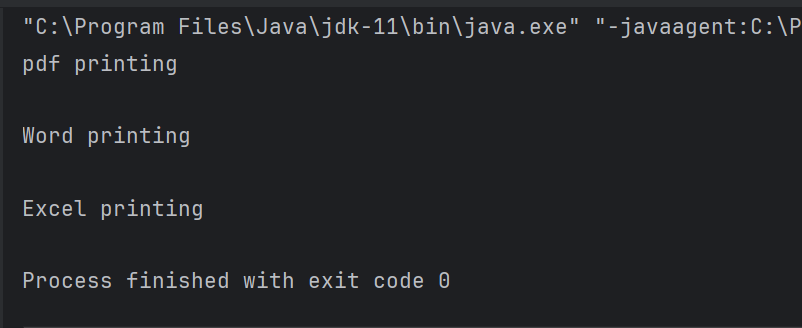 "C:\Program Files\Java\jdk-11\bin\java.exe" "-javaagent:C:\P
pdf printing
Word printing
Excel printing
Process finished with exit code 0